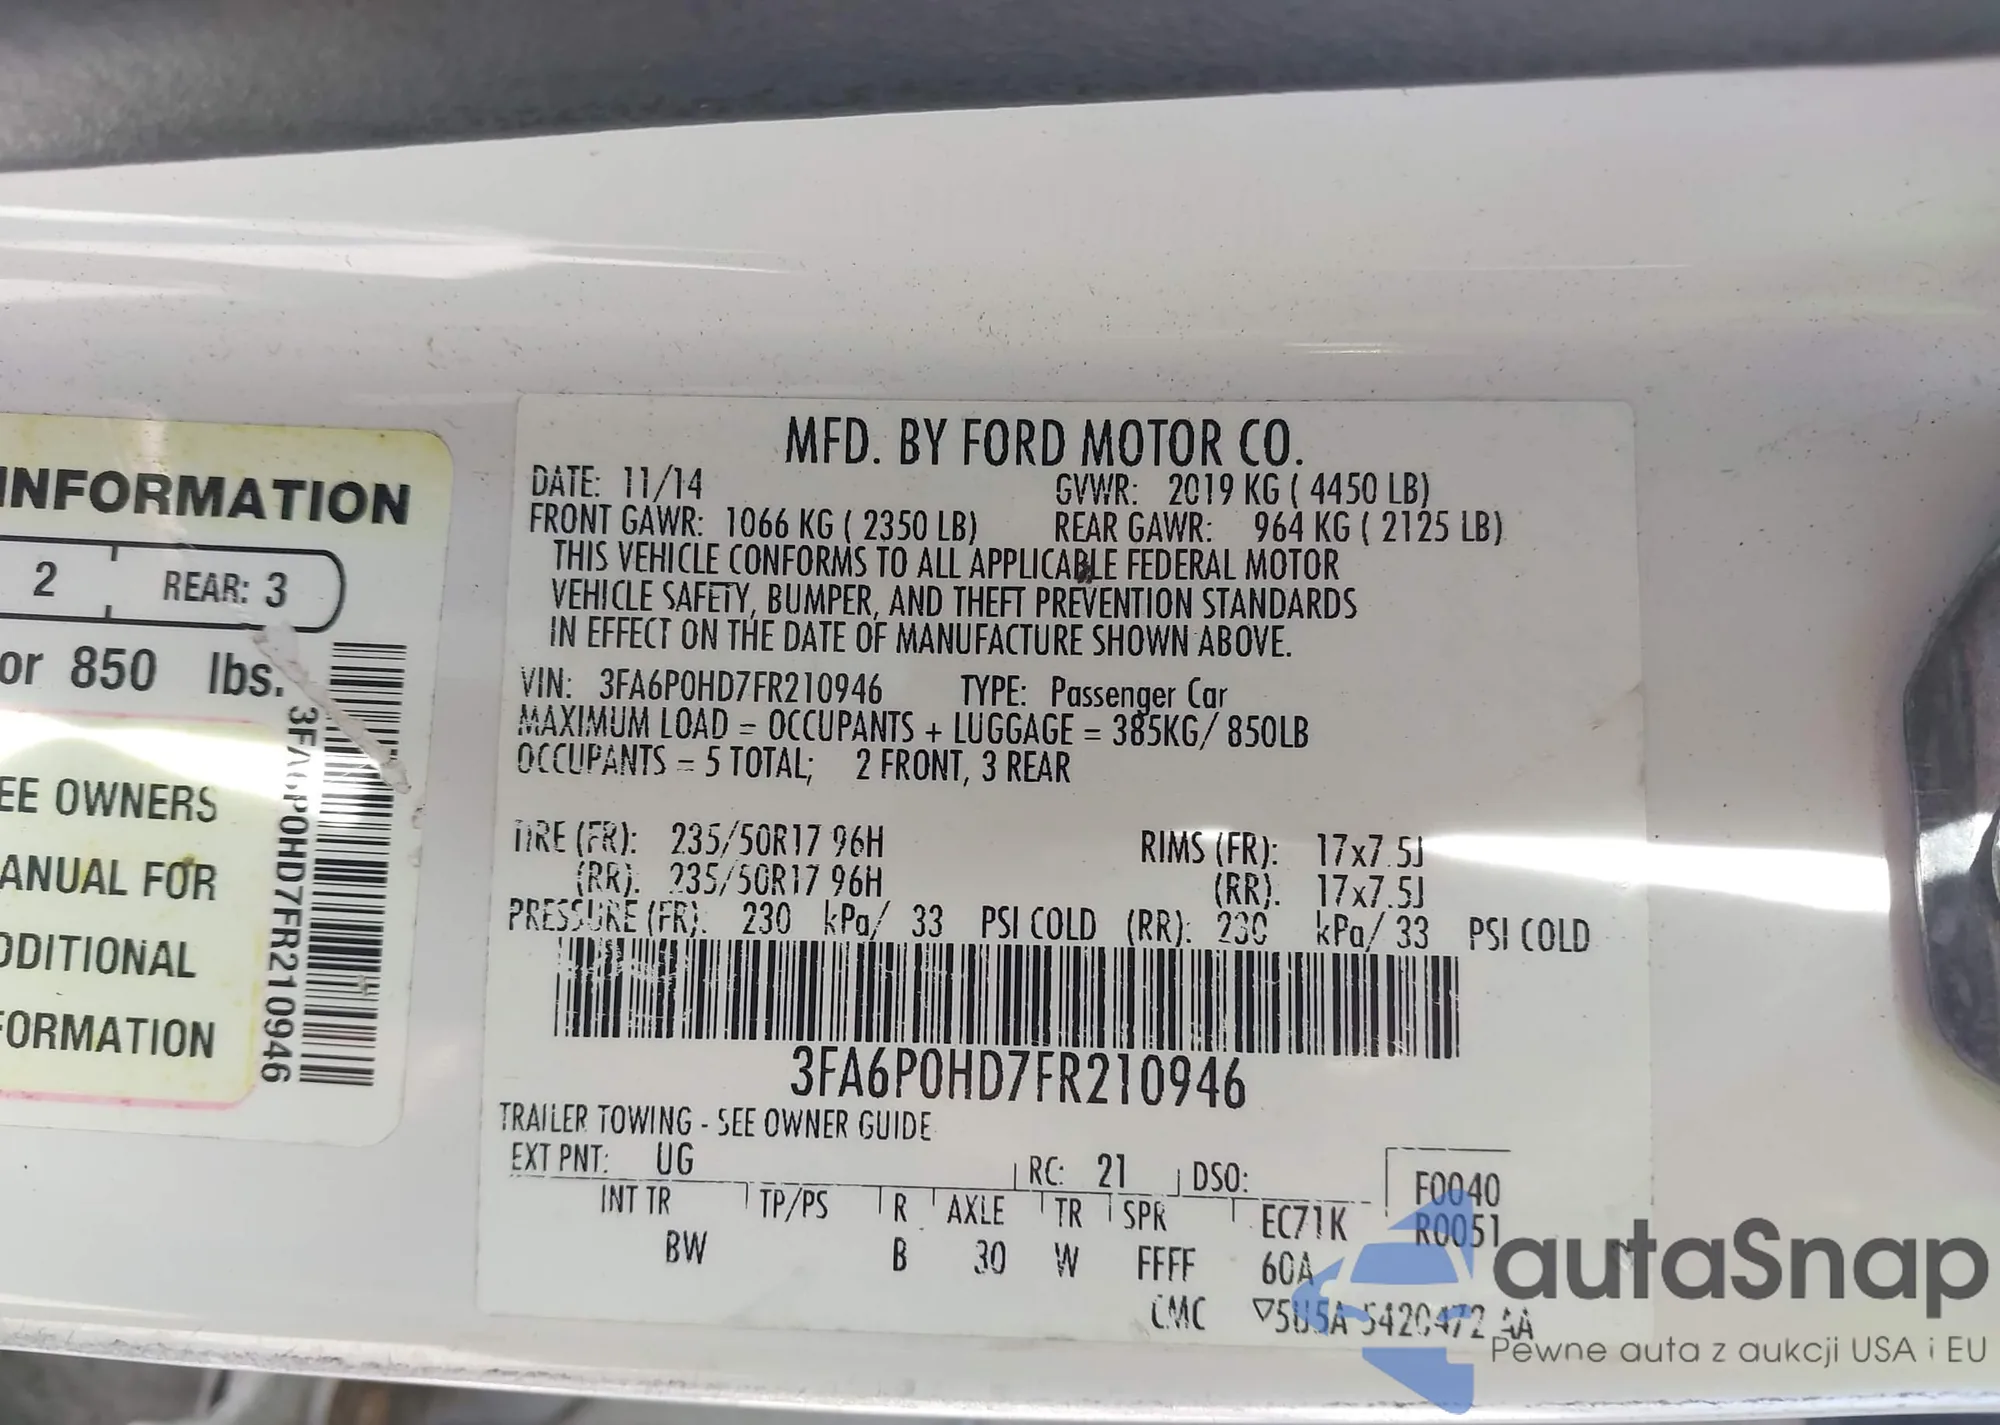 INFORMATION
2 REAR: 3
or 850 lbs.
EE OWNERS
ANUAL FOR
DDITIONAL
FORMATION
3FA6P0HD7FR210946
MFD. BY FORD MOTOR CO.
DATE: 11/14 GVWR: 2019 KG ( 4450 LB)
FRONT GAWR: 1066 KG ( 2350 LB) REAR GAWR: 964 KG ( 2125 LB)
THIS VEHICLE CONFORMS TO ALL APPLICABLE FEDERAL MOTOR
VEHICLE SAFETY, BUMPER, AND THEFT PREVENTION STANDARDS
IN EFFECT ON THE DATE OF MANUFACTURE SHOWN ABOVE.
VIN: 3FA6P0HD7FR210946 TYPE: Passenger Car
MAXIMUM LOAD = OCCUPANTS + LUGGAGE = 385KG/ 850LB
OCCUPANTS = 5 TOTAL; 2 FRONT, 3 REAR
TIRE (FR): 235/50R17 96H RIMS (FR): 17x7.5J
(RR). 235/50R17 96H (RR). 17x7.5J
PRESSURE (FR): 230 kPa/ 33 PSI COLD (RR): 230 kPa/ 33 PSI COLD
3FA6P0HD7FR210946
TRAILER TOWING - SEE OWNER GUIDE
EXT PNT: UG RC: 21 DSO: F0040
INT TR TP/PS R AXLE TR SPR EC71K R0051
BW B 30 W FFFF 60A
CMC ▽5U5A 5420472 AA
autaSnap
Pewne auta z aukcji USA i EU